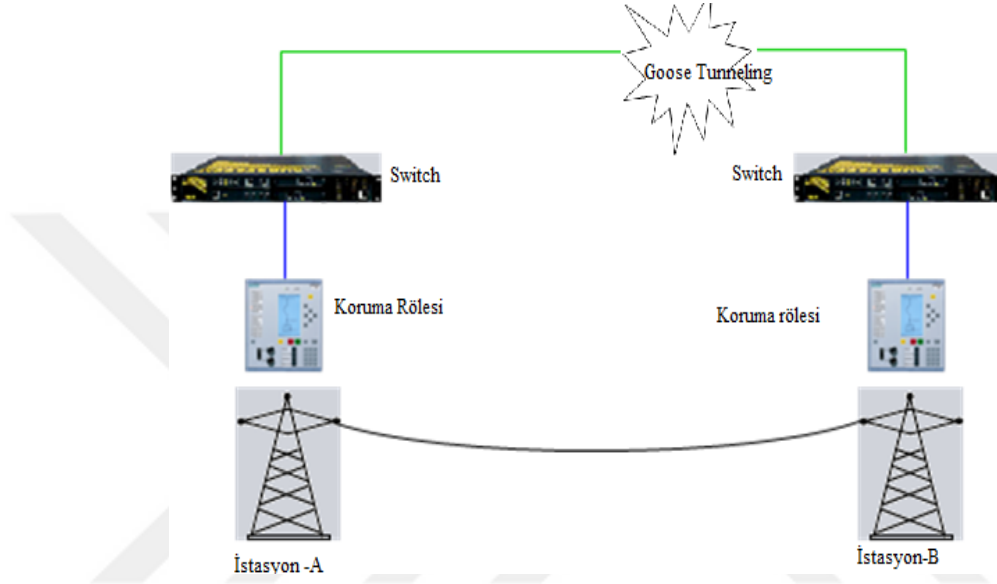 Goose Tunneling
Switch
Switch
Koruma Rölesi
Koruma rölesi
İstasyon -A
İstasyon-B